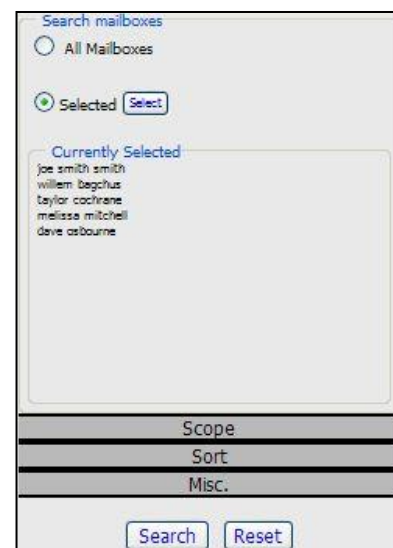 Search mailboxes
All Mailboxes
Selected Select
Currently Selected
joe smith smith
willem bagchus
taylor cochrane
melissa mitchell
dave osbourne
Scope
Sort
Misc.
Search Reset